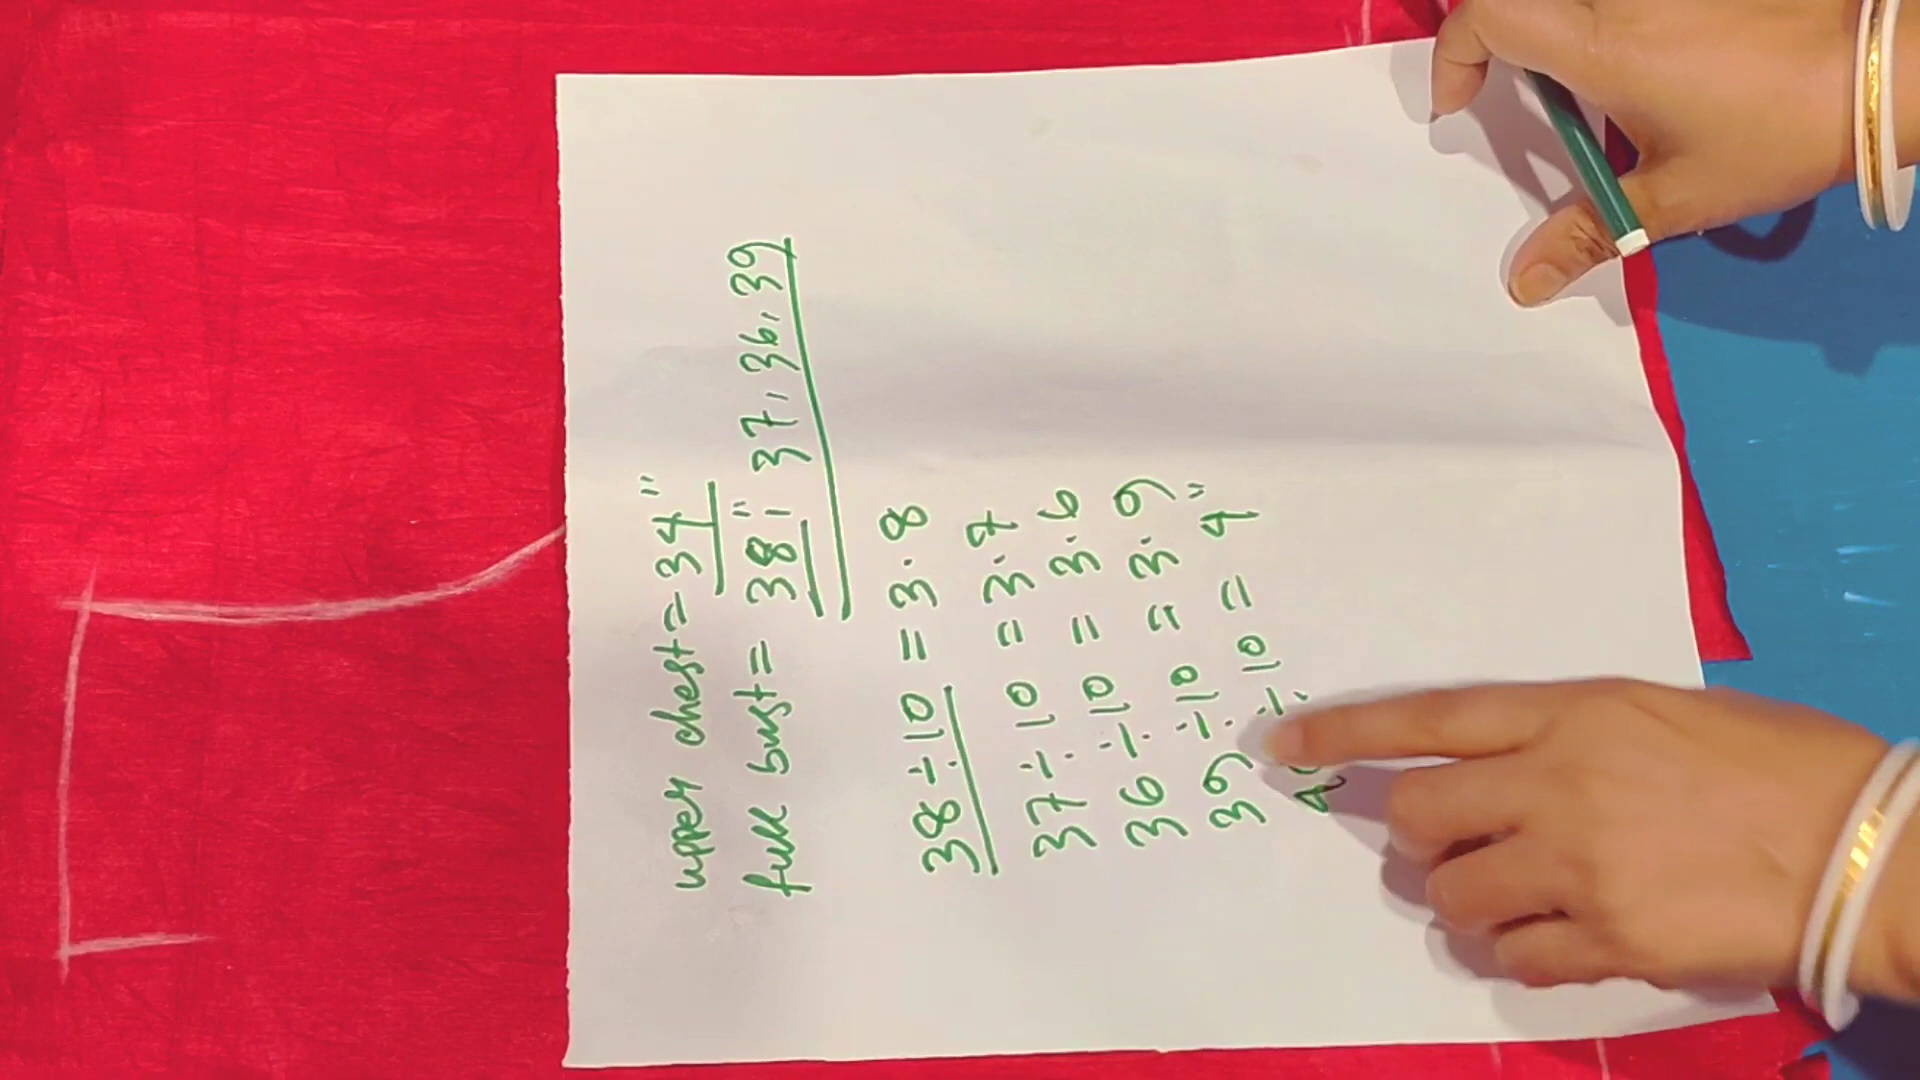 upper chest = 34"
full bust = 38", 37, 36, 39
38 ÷ 10 = 3.8
37 ÷ 10 = 3.7
36 ÷ 10 = 3.6
39 ÷ 10 = 3.9
÷ 10 = 4"